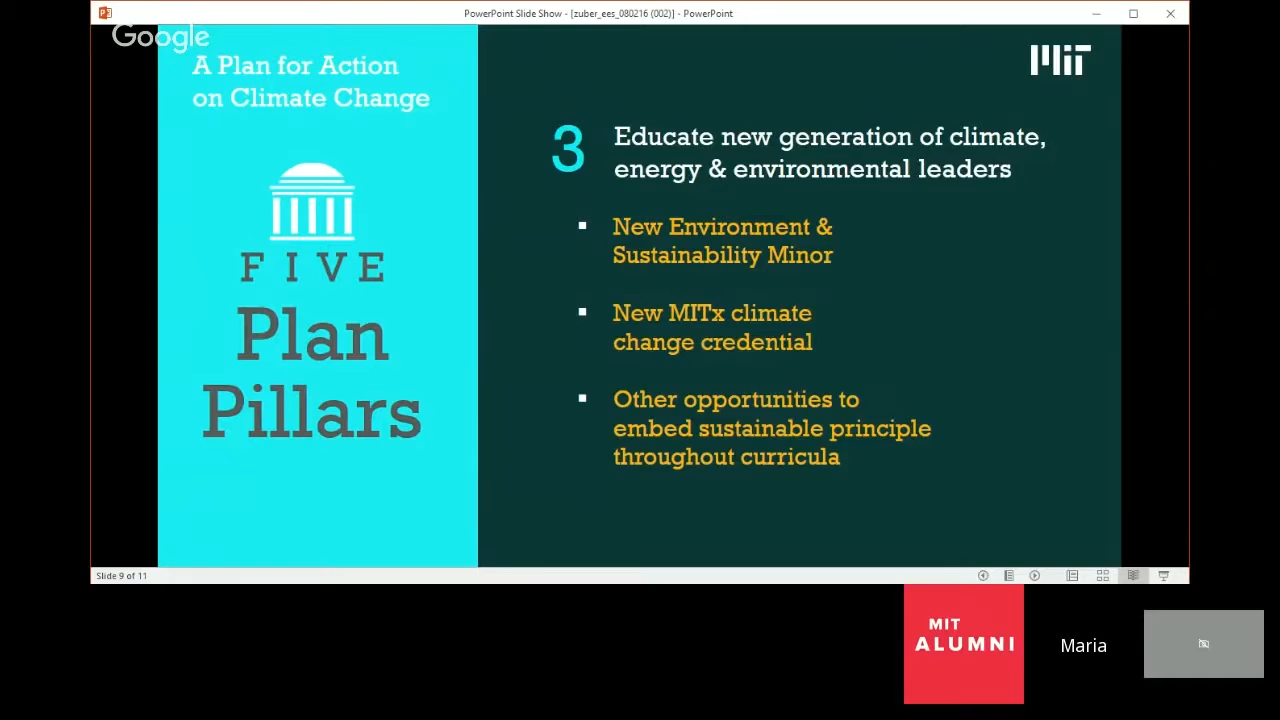 PowerPoint Slide Show - [zuber_ees_080216 (002)] - PowerPoint
Google
A Plan for Action
on Climate Change
FIVE
Plan
Pillars
MIT
3
Educate new generation of climate,
energy & environmental leaders
▪ New Environment &
Sustainability Minor
▪ New MITx climate
change credential
▪ Other opportunities to
embed sustainable principle
throughout curricula
Slide 9 of 11
MIT
ALUMNI
Maria